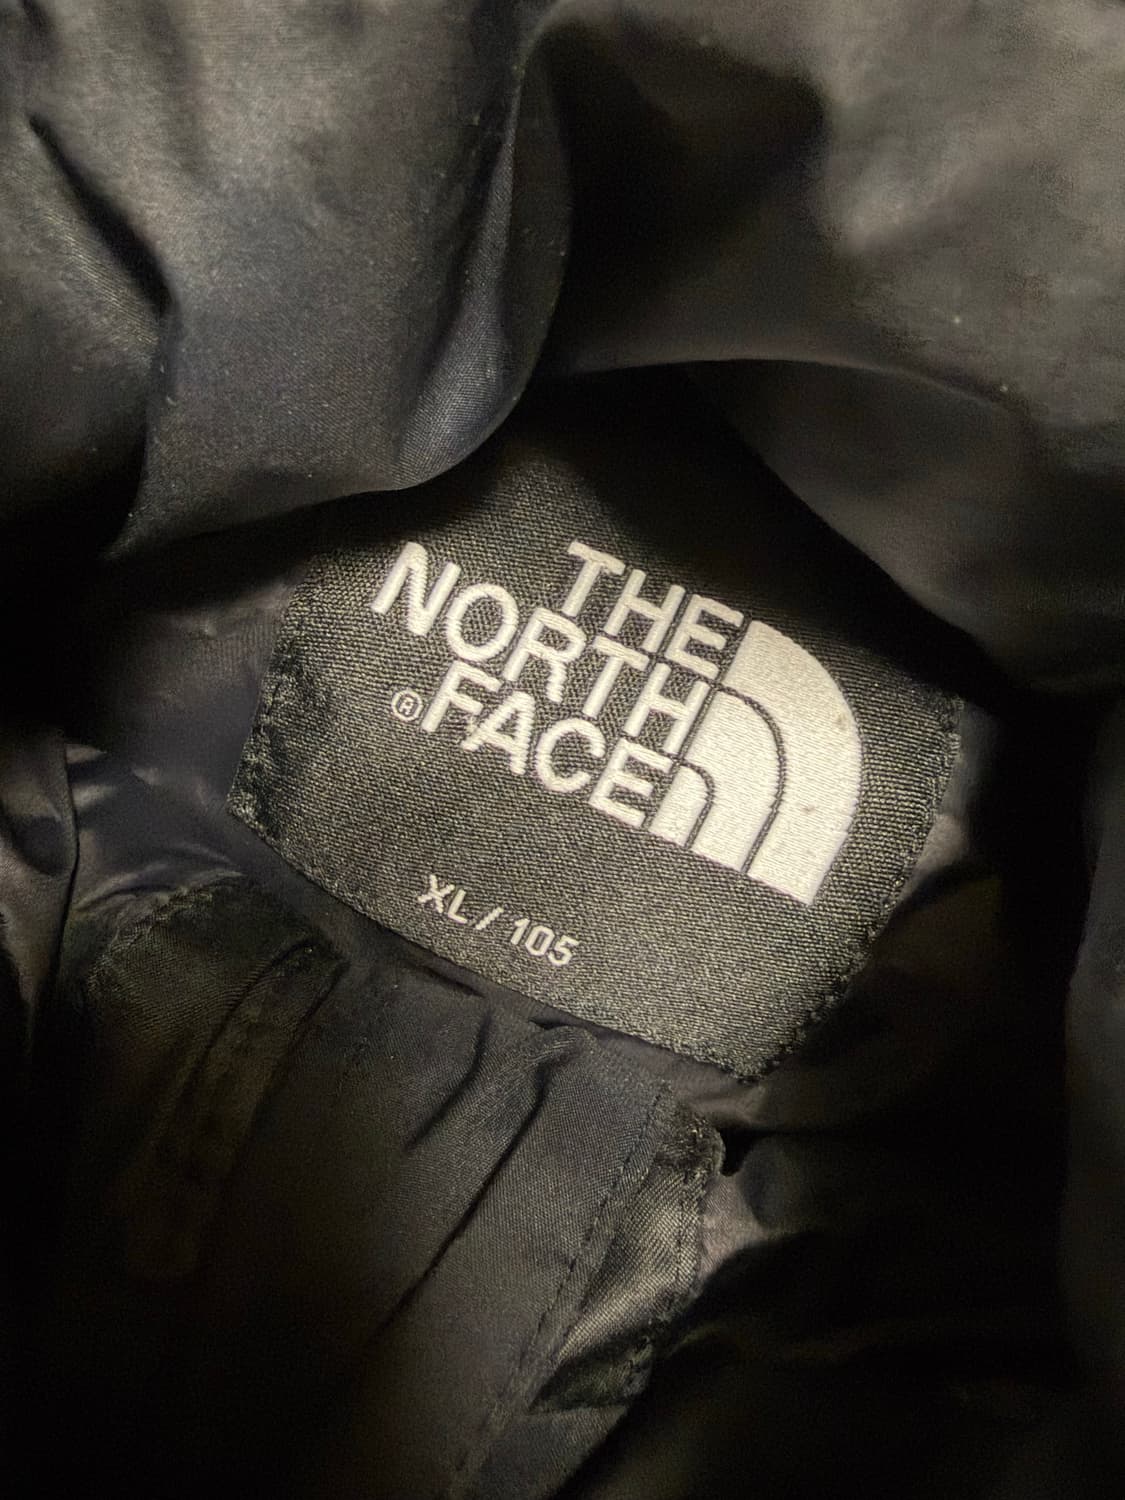 THE
NORTH
®FACE
XL / 105